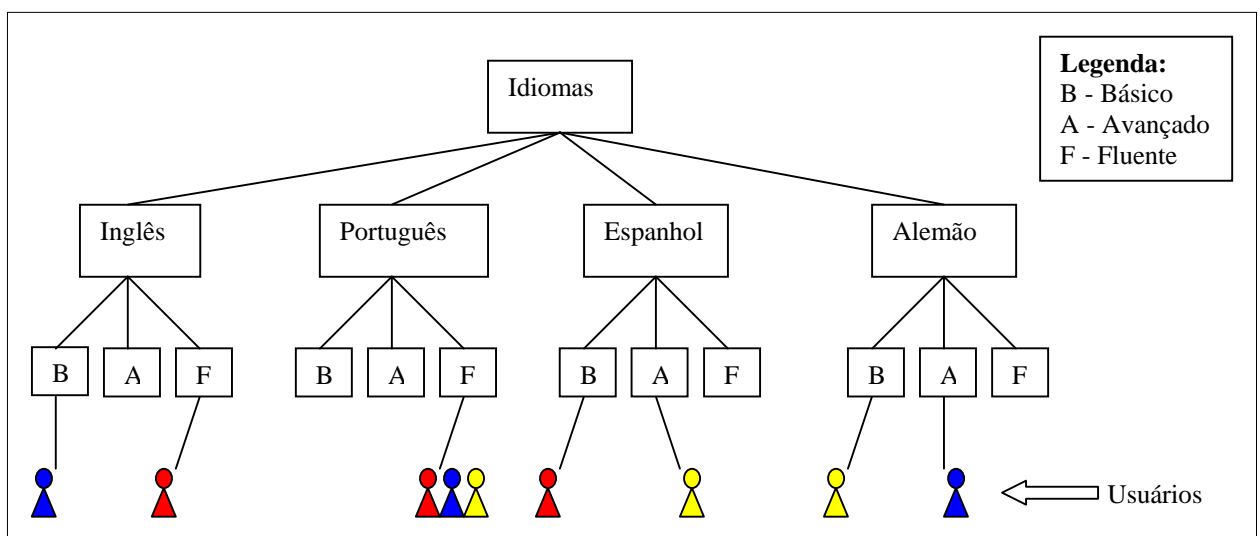 Idiomas
Legenda:
B - Básico
A - Avançado
F - Fluente
Inglês
Português
Espanhol
Alemão
B
A
F
B
A
F
B
A
F
B
A
F
Usuários